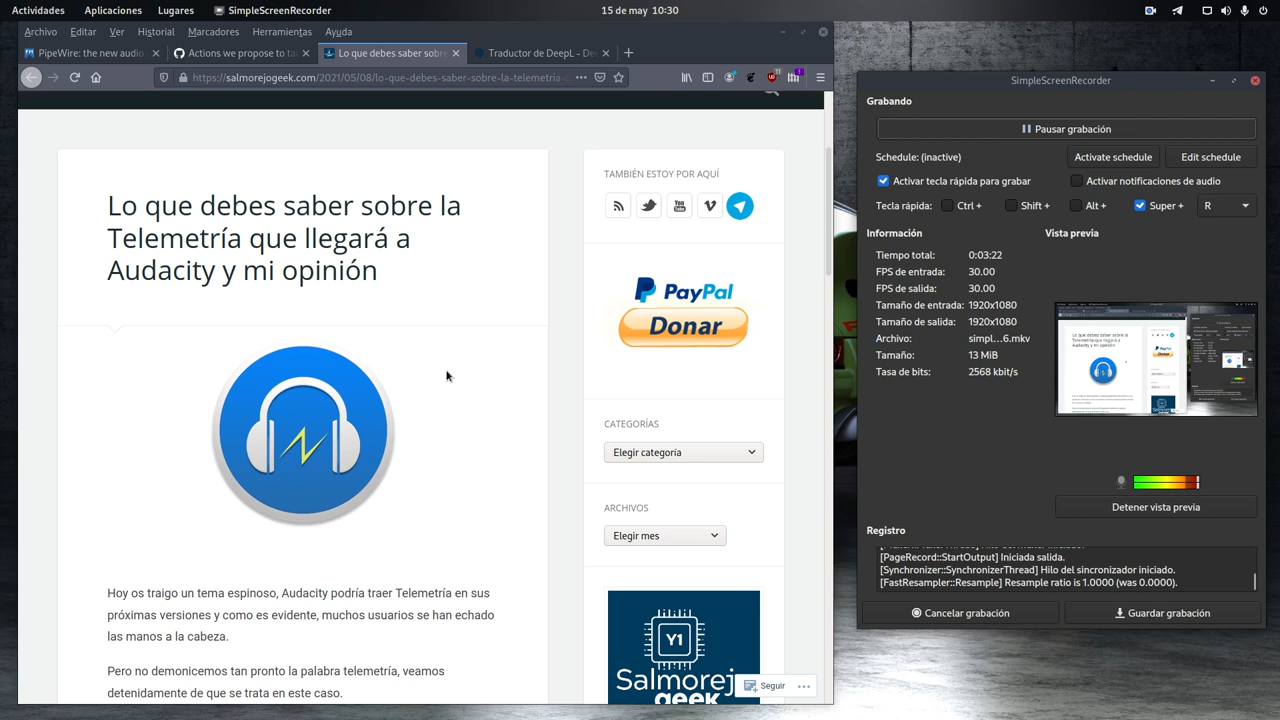 Actividades Aplicaciones Lugares SimpleScreenRecorder 15 de may 10:30
Archivo Editar Ver Historial Marcadores Herramientas Ayuda
PipeWire: the new audio Actions we propose to ta Lo que debes saber sobre Traductor de DeepL - De
https://salmorejogeek.com/2021/05/08/lo-que-debes-saber-sobre-la-telemetria-
Lo que debes saber sobre la
Telemetría que llegará a
Audacity y mi opinión
Hoy os traigo un tema espinoso, Audacity podría traer Telemetría en sus
próximas versiones y como es evidente, muchos usuarios se han echado
las manos a la cabeza.
Pero no demonicemos tan pronto la palabra telemetría, veamos
detenidamente de que se trata en este caso.
TAMBIÉN ESTOY POR AQUÍ
You Tube
PayPal
Donar
CATEGORÍAS
Elegir categoría
ARCHIVOS
Elegir mes
Y1
Salmorej
geek
Seguir
SimpleScreenRecorder
Grabando
Pausar grabación
Schedule: (inactive) Activate schedule Edit schedule
Activar tecla rápida para grabar Activar notificaciones de audio
Tecla rápida: Ctrl + Shift + Alt + Super + R
Información Vista previa
Tiempo total: 0:03:22
FPS de entrada: 30.00
FPS de salida: 30.00
Tamaño de entrada: 1920x1080
Tamaño de salida: 1920x1080
Archivo: simpl...6.mkv
Tamaño: 13 MiB
Tasa de bits: 2568 kbit/s
Detener vista previa
Registro
[PageRecord::StartOutput] Iniciada salida.
[Synchronizer::SynchronizerThread] Hilo del sincronizador iniciado.
[FastResampler::Resample] Resample ratio is 1.0000 (was 0.0000).
Cancelar grabación Guardar grabación